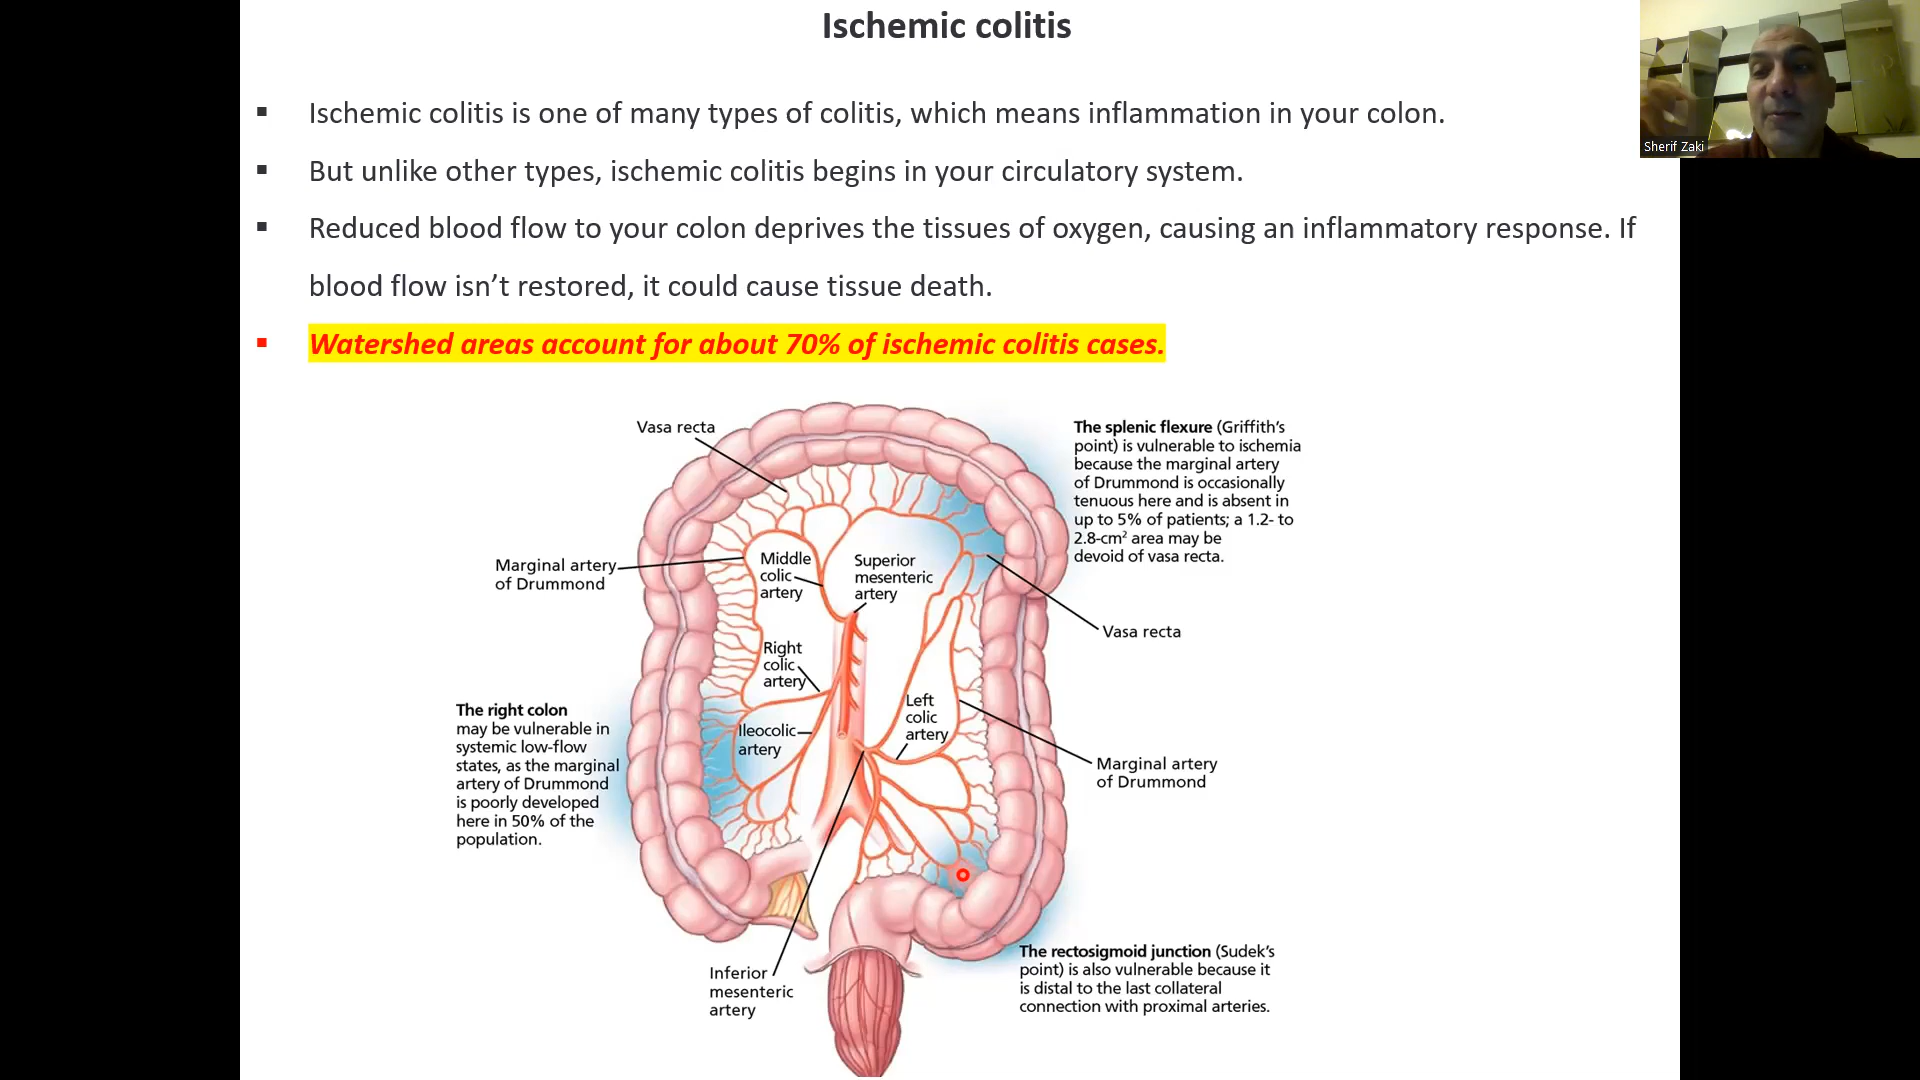 Ischemic colitis
▪ Ischemic colitis is one of many types of colitis, which means inflammation in your colon.
▪ But unlike other types, ischemic colitis begins in your circulatory system.
▪ Reduced blood flow to your colon deprives the tissues of oxygen, causing an inflammatory response. If
blood flow isn’t restored, it could cause tissue death.
▪ Watershed areas account for about 70% of ischemic colitis cases.
Sherif Zaki
Vasa recta
The splenic flexure (Griffith’s
point) is vulnerable to ischemia
because the marginal artery
of Drummond is occasionally
tenuous here and is absent in
up to 5% of patients; a 1.2- to
2.8-cm² area may be
devoid of vasa recta.
Marginal artery
of Drummond
Middle
colic
artery
Superior
mesenteric
artery
Vasa recta
Right
colic
artery
The right colon
may be vulnerable in
systemic low-flow
states, as the marginal
artery of Drummond
is poorly developed
here in 50% of the
population.
Ileocolic
artery
Left
colic
artery
Marginal artery
of Drummond
Inferior
mesenteric
artery
The rectosigmoid junction (Sudek’s
point) is also vulnerable because it
is distal to the last collateral
connection with proximal arteries.